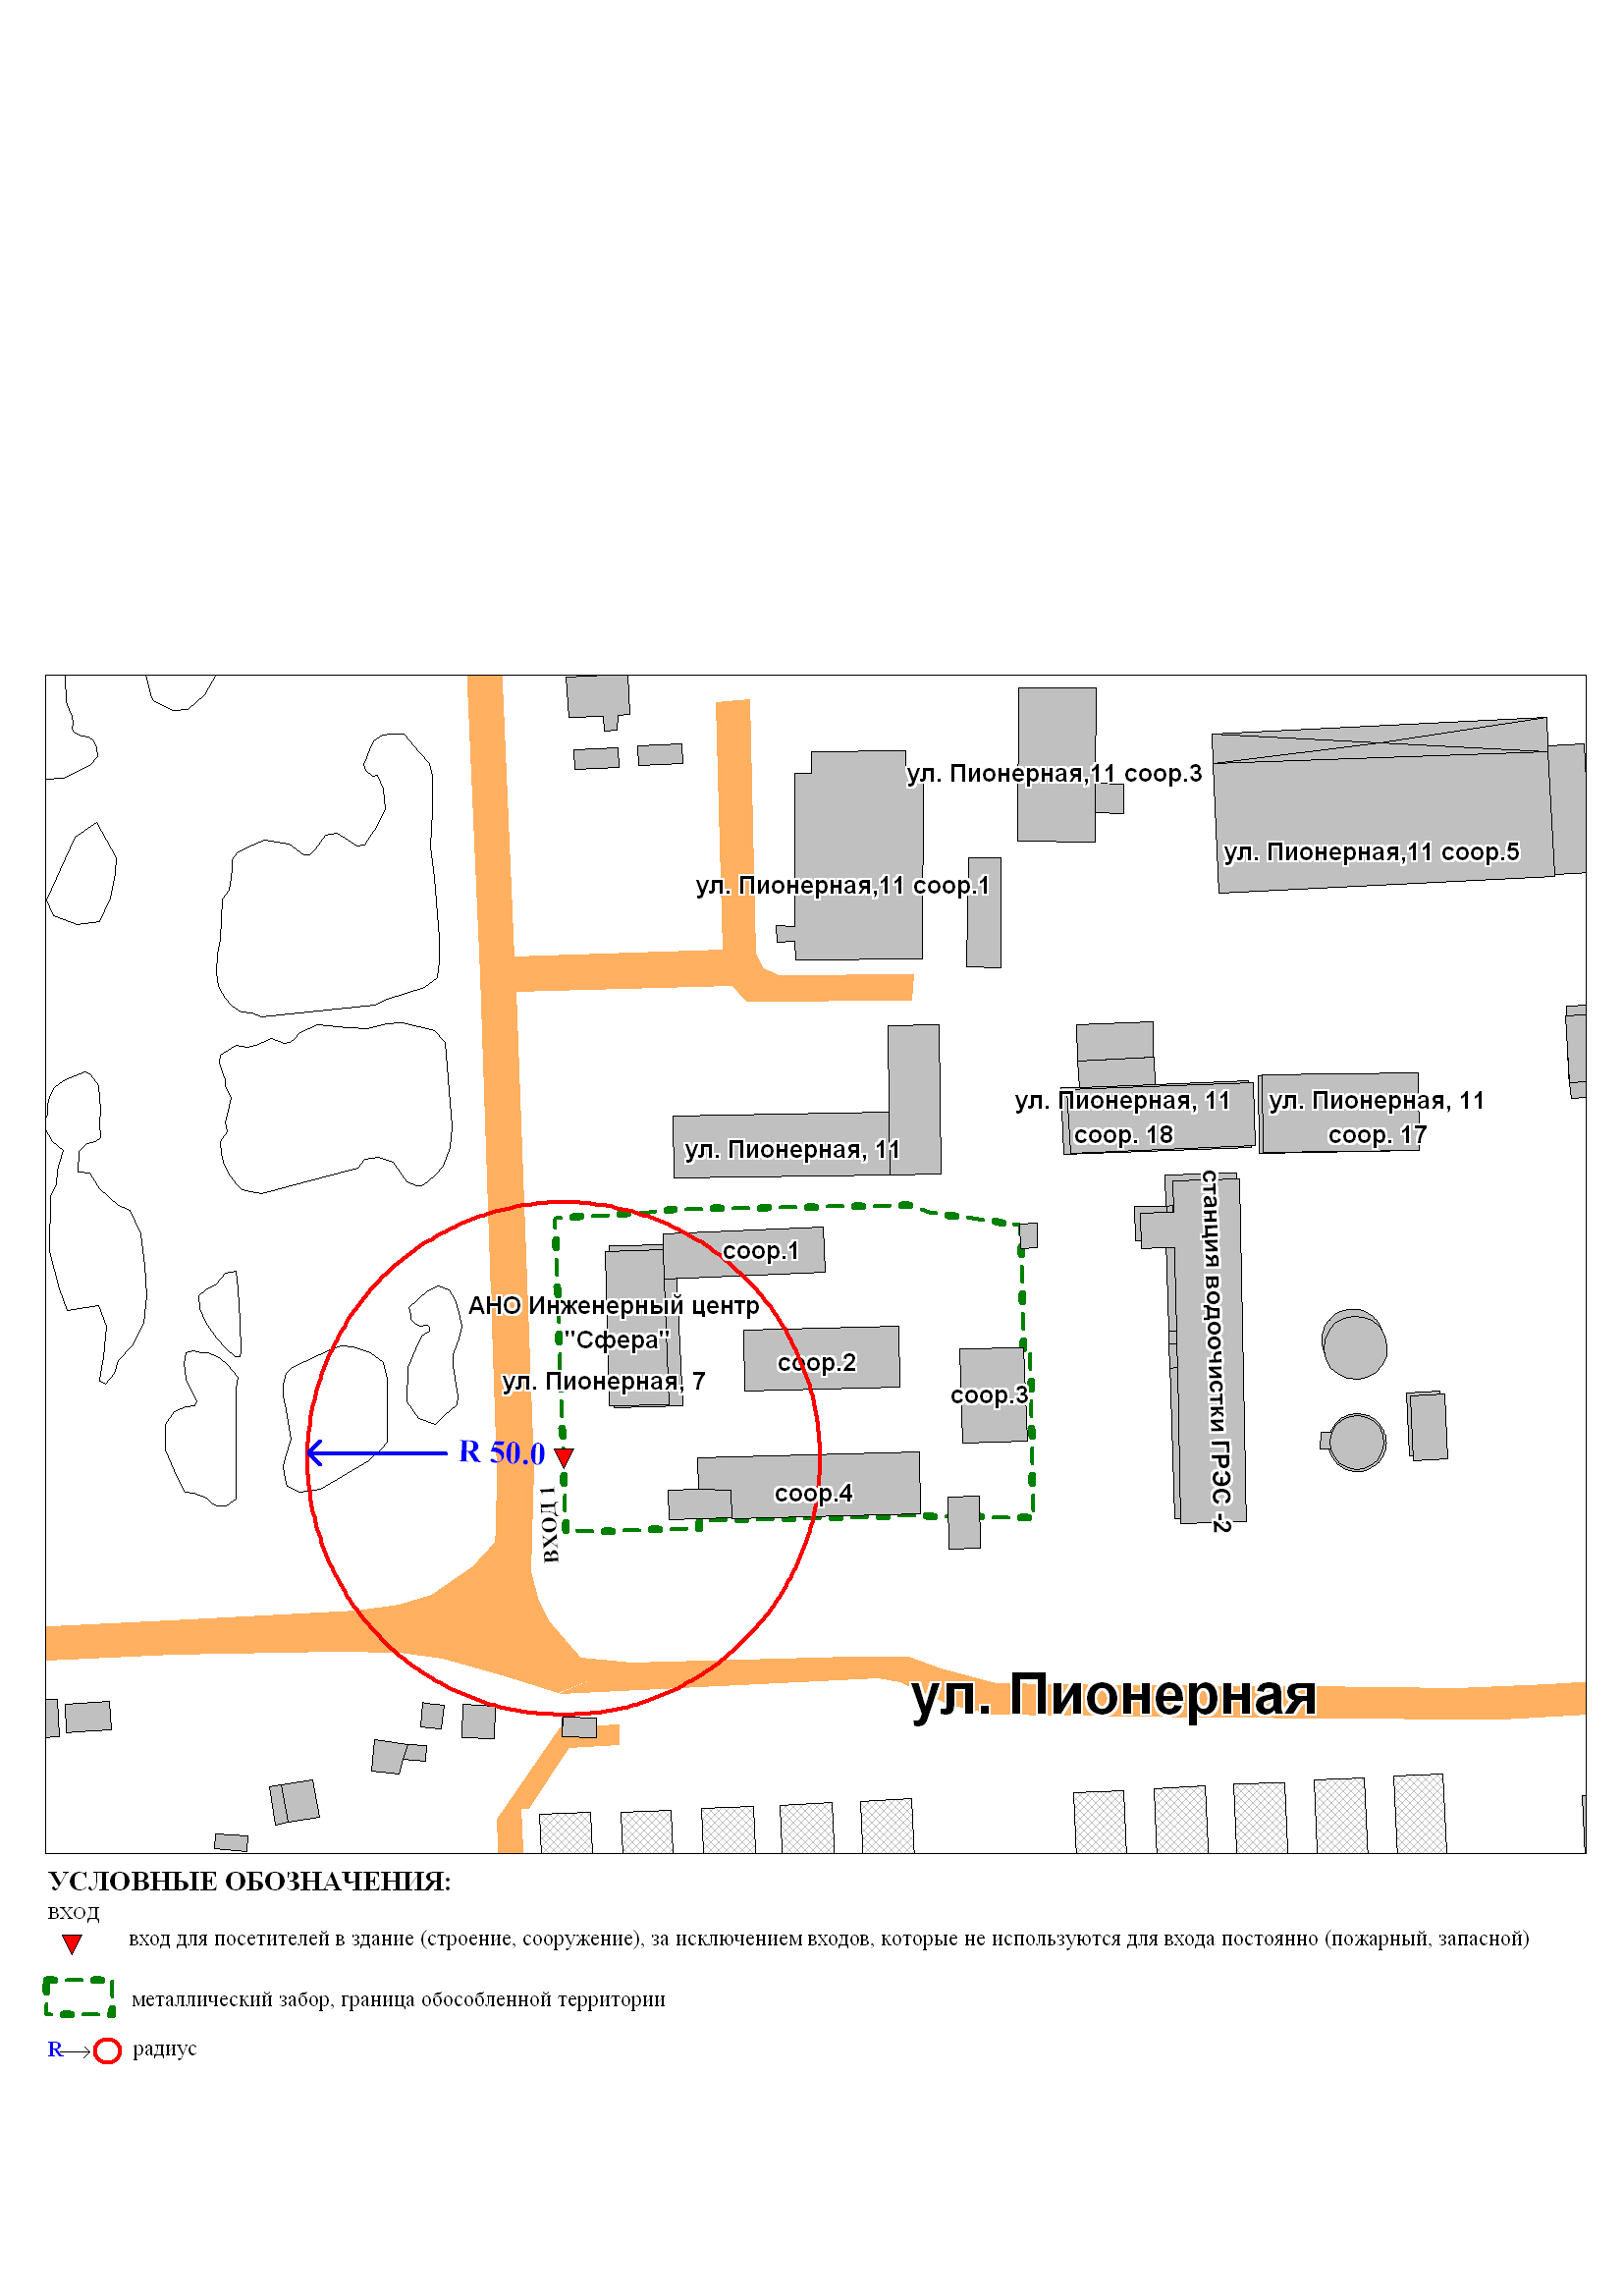 ул. Пионерная,11 соор.3
ул. Пионерная,11 соор.5
ул. Пионерная,11 соор.1
ул. Пионерная, 11
соор. 18
ул. Пионерная, 11
соор. 17
ул. Пионерная, 11
станция водоочистки ГРЭС -2
соор.1
АНО Инженерный центр
"Сфера"
ул. Пионерная, 7
соор.2
соор.3
R 50.0
соор.4
ВХОД 1
ул. Пионерная
УСЛОВНЫЕ ОБОЗНАЧЕНИЯ:
ВХОД
вход для посетителей в здание (строение, сооружение), за исключением входов, которые не используются для входа постоянно (пожарный, запасной)
металлический забор, граница обособленной территории
R радиус